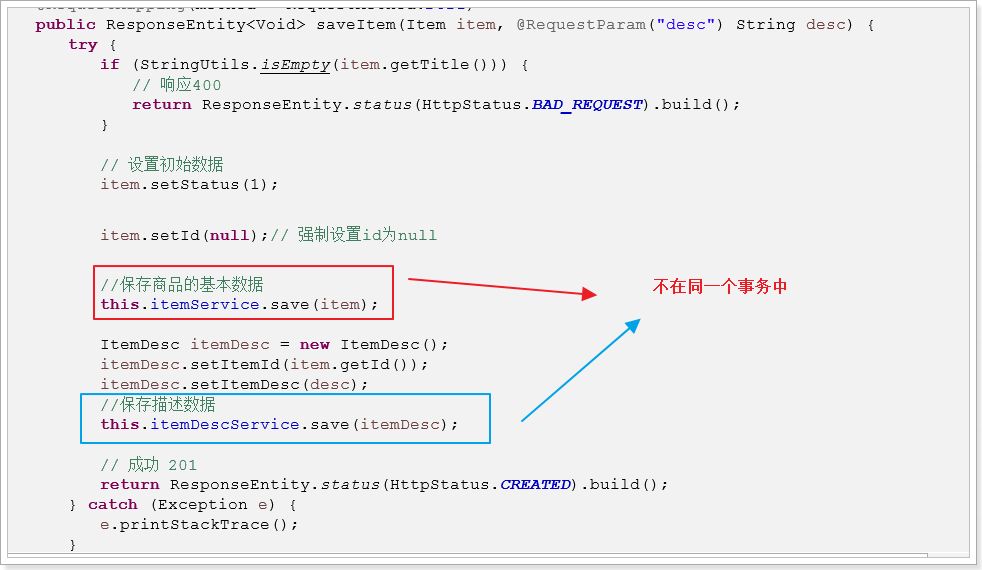 public ResponseEntity<Void> saveItem(Item item, @RequestParam("desc") String desc) {
try {
if (StringUtils.isEmpty(item.getTitle())) {
// 响应400
return ResponseEntity.status(HttpStatus.BAD_REQUEST).build();
}
// 设置初始数据
item.setStatus(1);
item.setId(null);// 强制设置id为null
//保存商品的基本数据
this.itemService.save(item);
不在同一个事务中
ItemDesc itemDesc = new ItemDesc();
itemDesc.setItemId(item.getId());
itemDesc.setItemDesc(desc);
//保存描述数据
this.itemDescService.save(itemDesc);
// 成功 201
return ResponseEntity.status(HttpStatus.CREATED).build();
} catch (Exception e) {
e.printStackTrace();
}